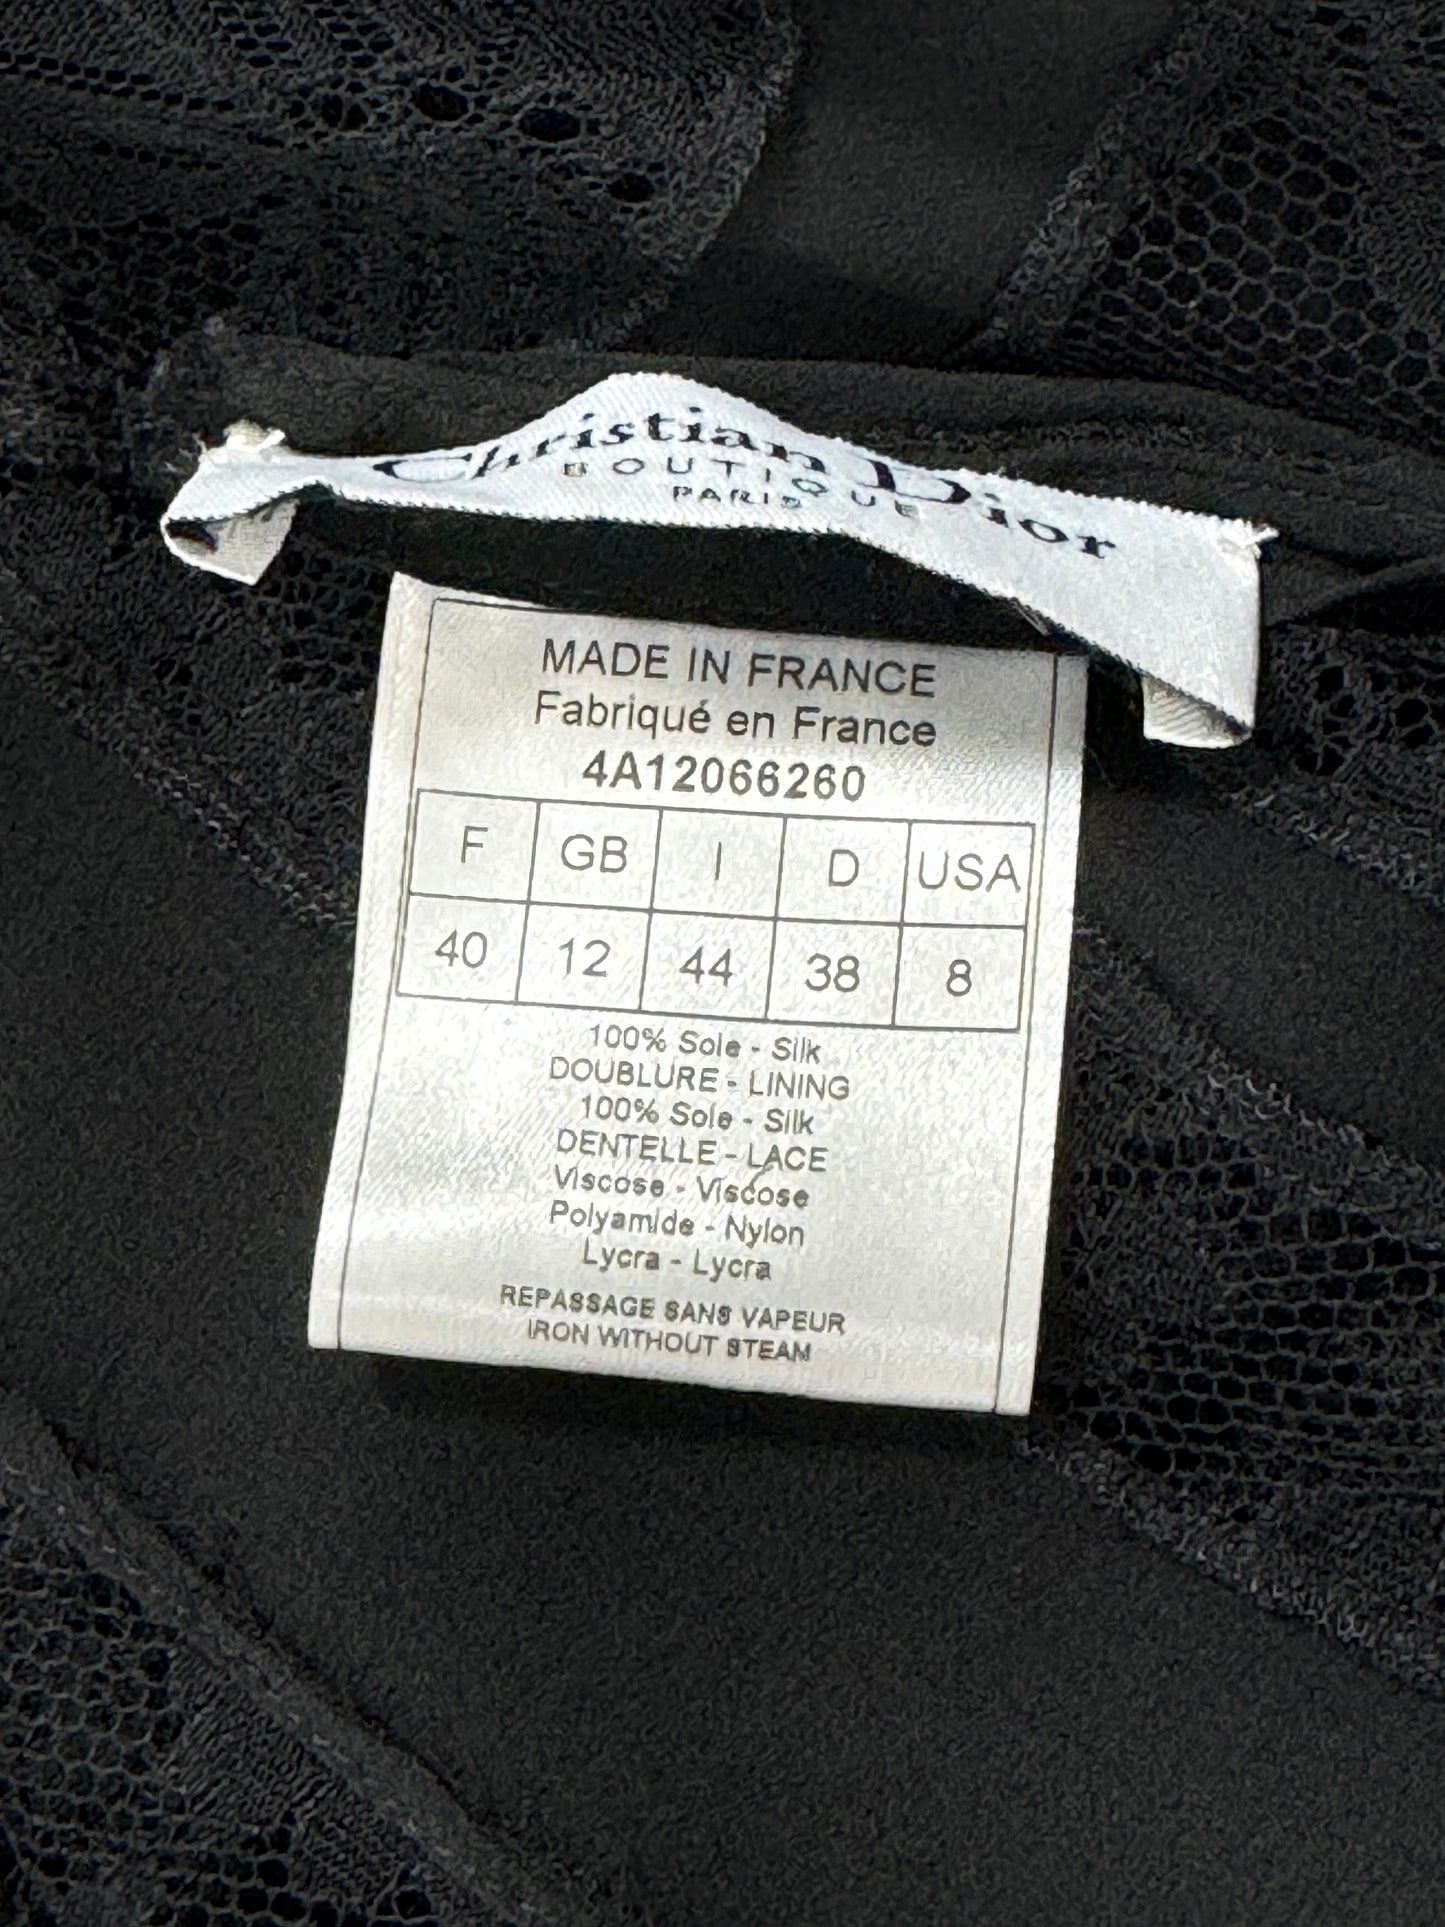 Christian Dior
BOUTIQUE
PARIS
MADE IN FRANCE
Fabriqué en France
4A12066260
F GB I D USA
40 12 44 38 8
100% Soie - Silk
DOUBLURE - LINING
100% Soie - Silk
DENTELLE - LACE
Viscose - Viscose
Polyamide - Nylon
Lycra - Lycra
REPASSAGE SANS VAPEUR
IRON WITHOUT STEAM